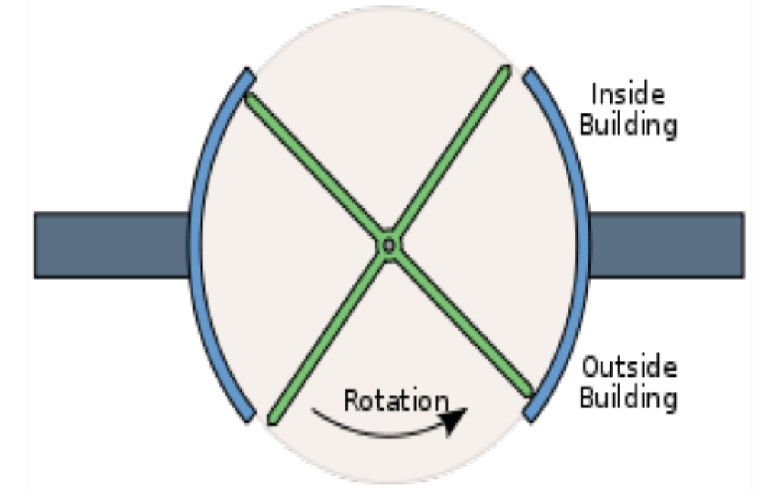 Inside
Building
Outside
Building
Rotation